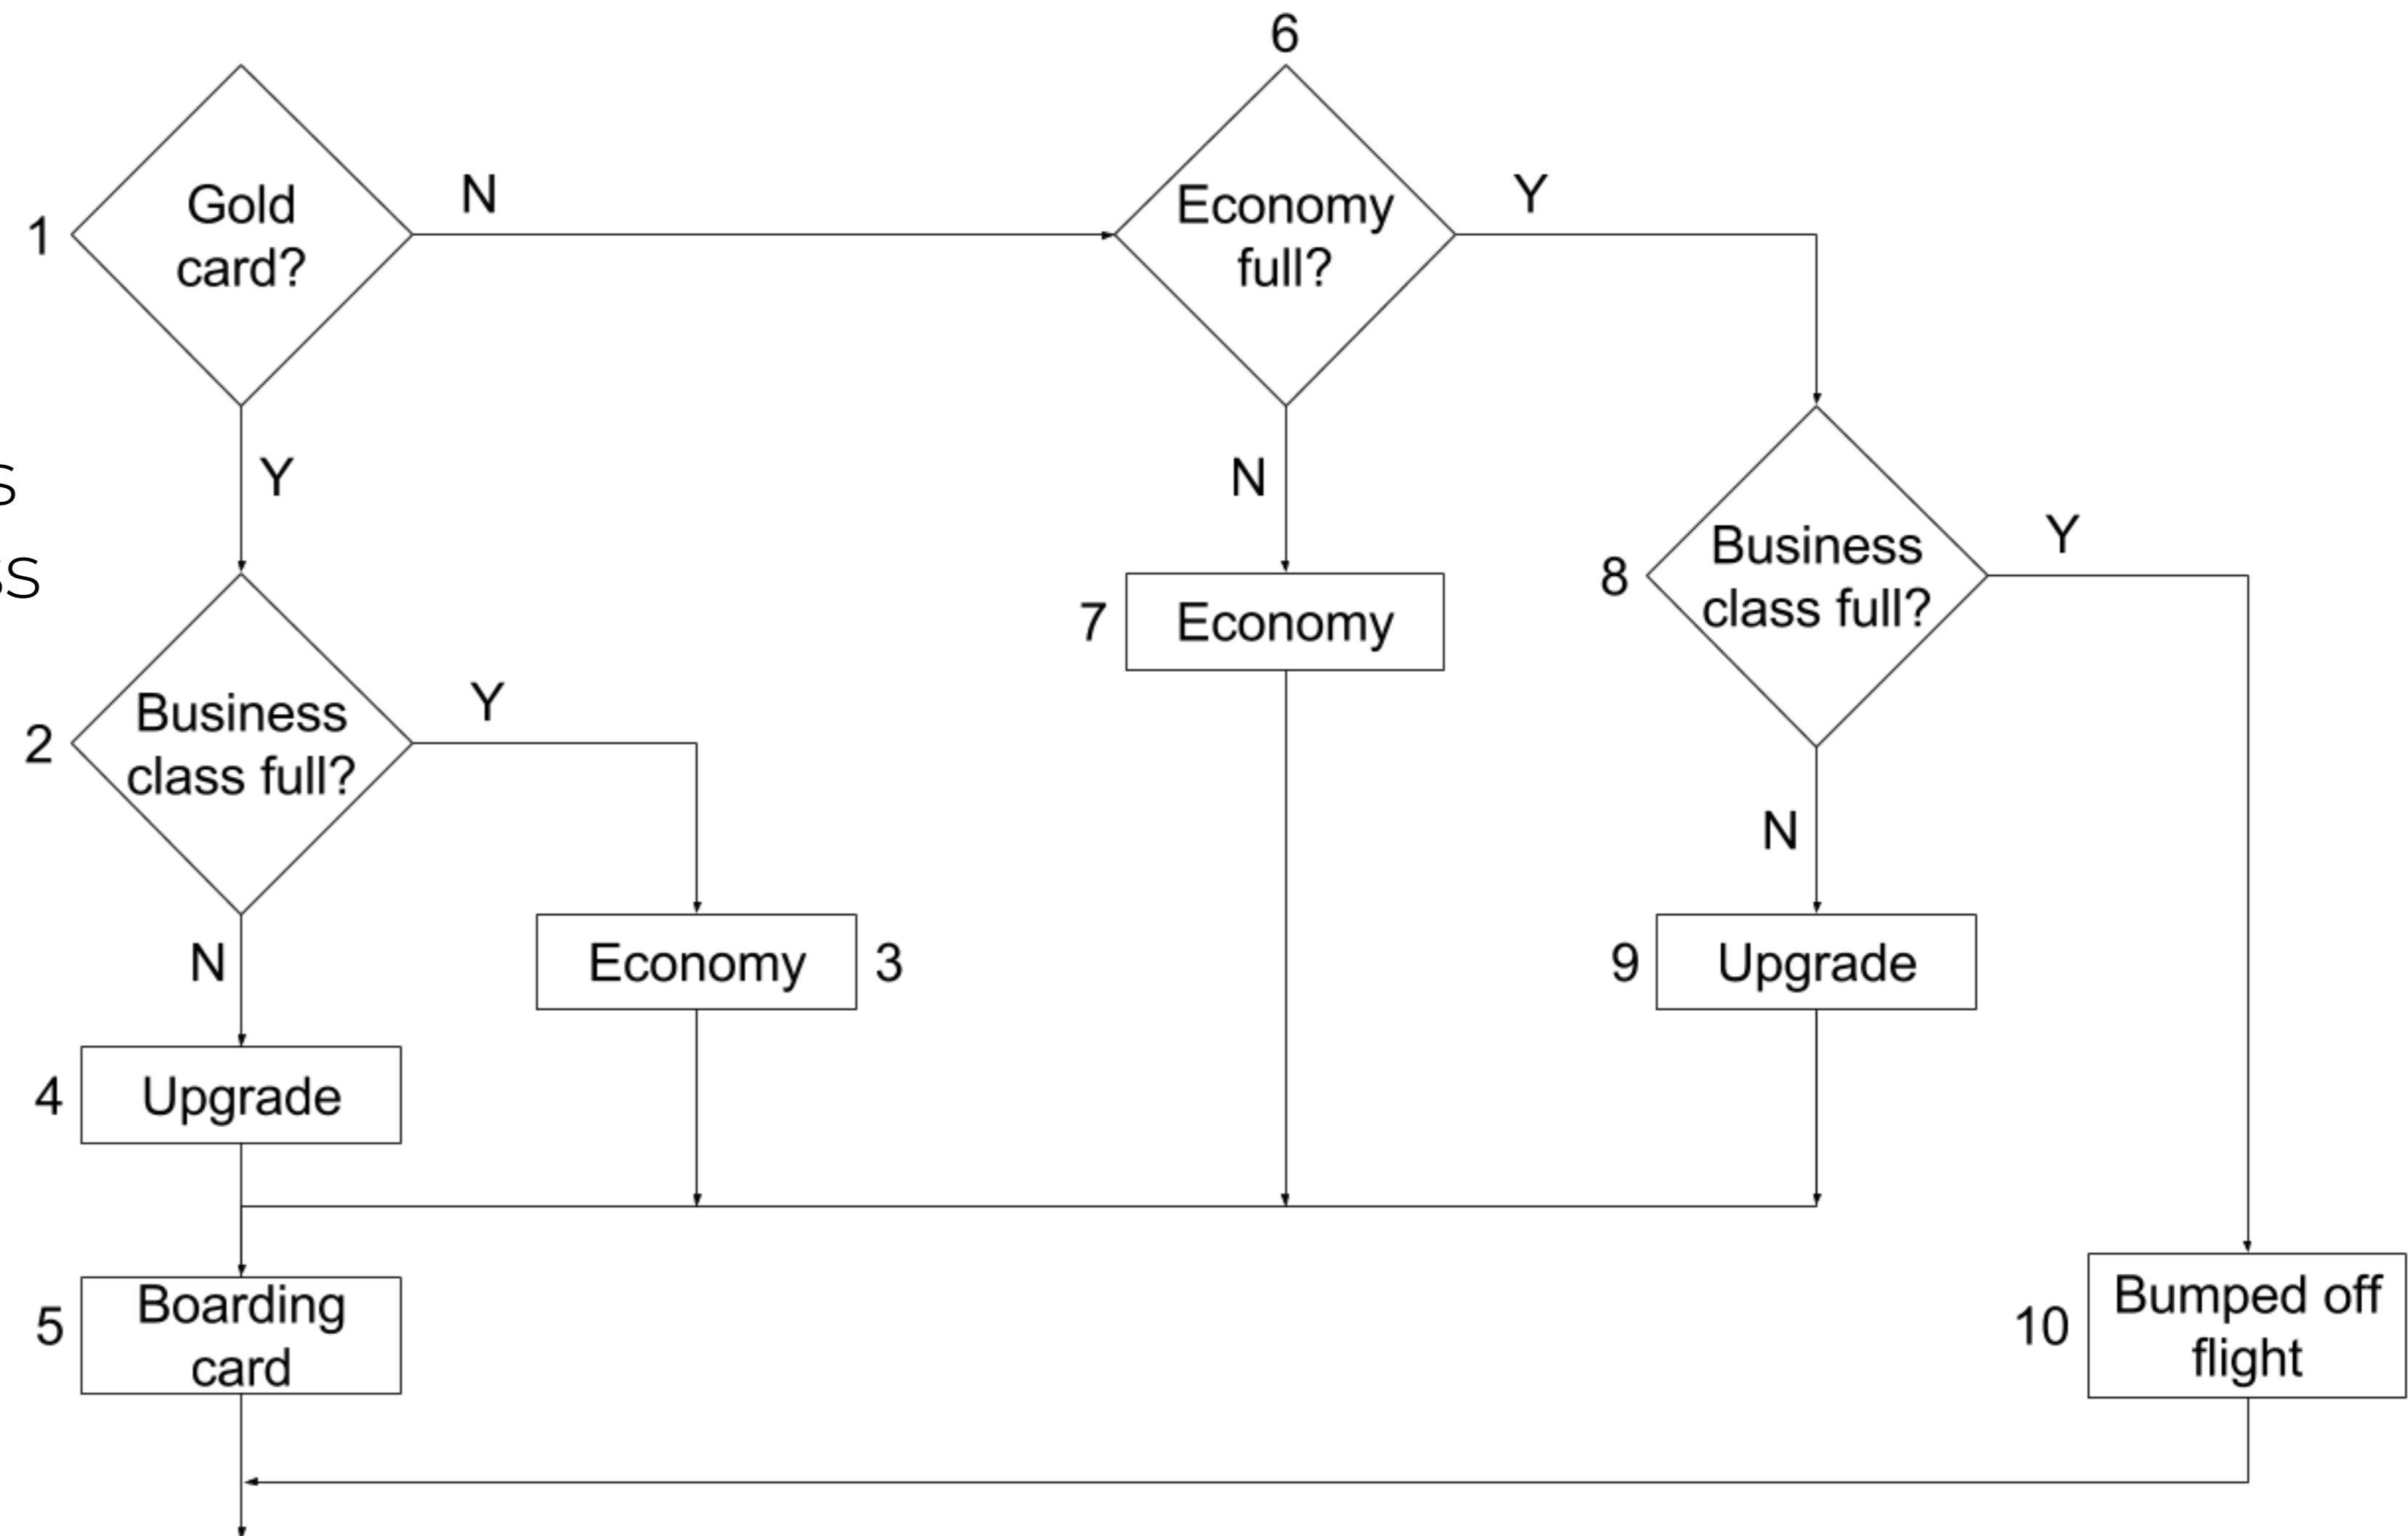 6
1
Gold
card?
N
Economy
full?
Y
Y
N
8
Business
class full?
Y
7
Economy
2
Business
class full?
Y
N
N
Economy
3
9
Upgrade
4
Upgrade
5
Boarding
card
10
Bumped off
flight